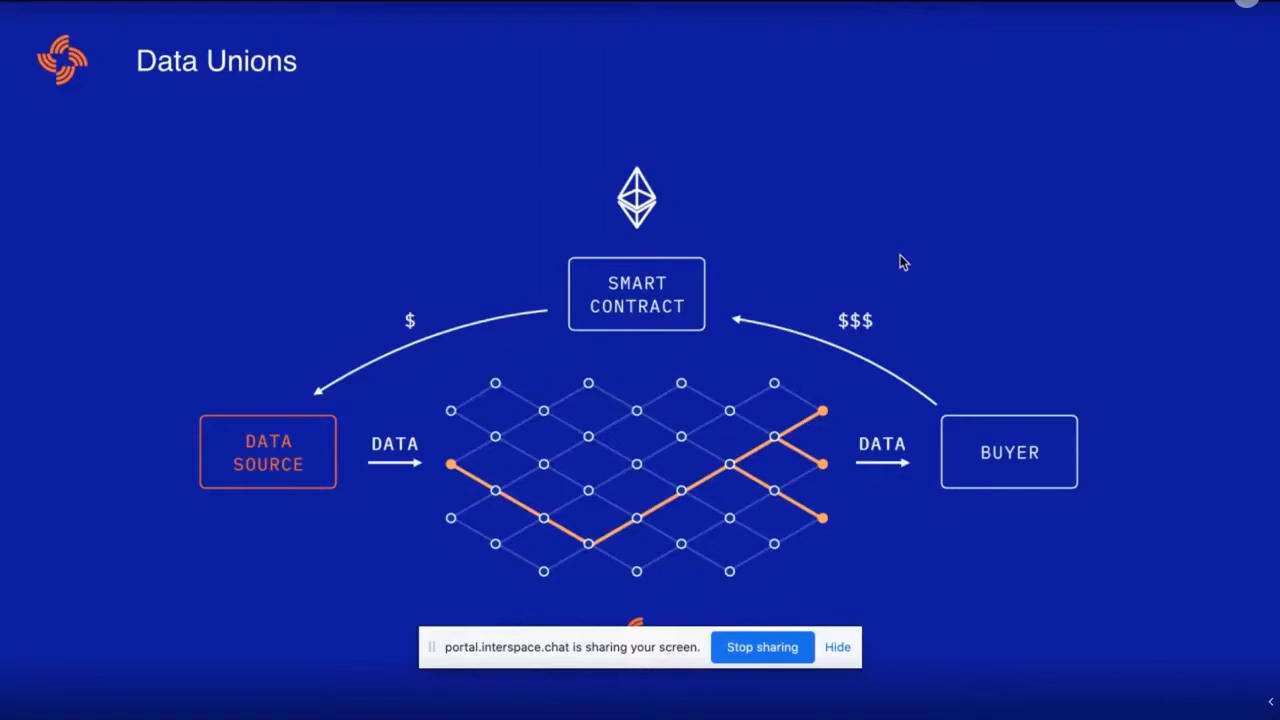 Data Unions
SMART
CONTRACT
$
$$$
DATA
SOURCE
DATA
DATA
BUYER
portal.interspace.chat is sharing your screen.
Stop sharing
Hide